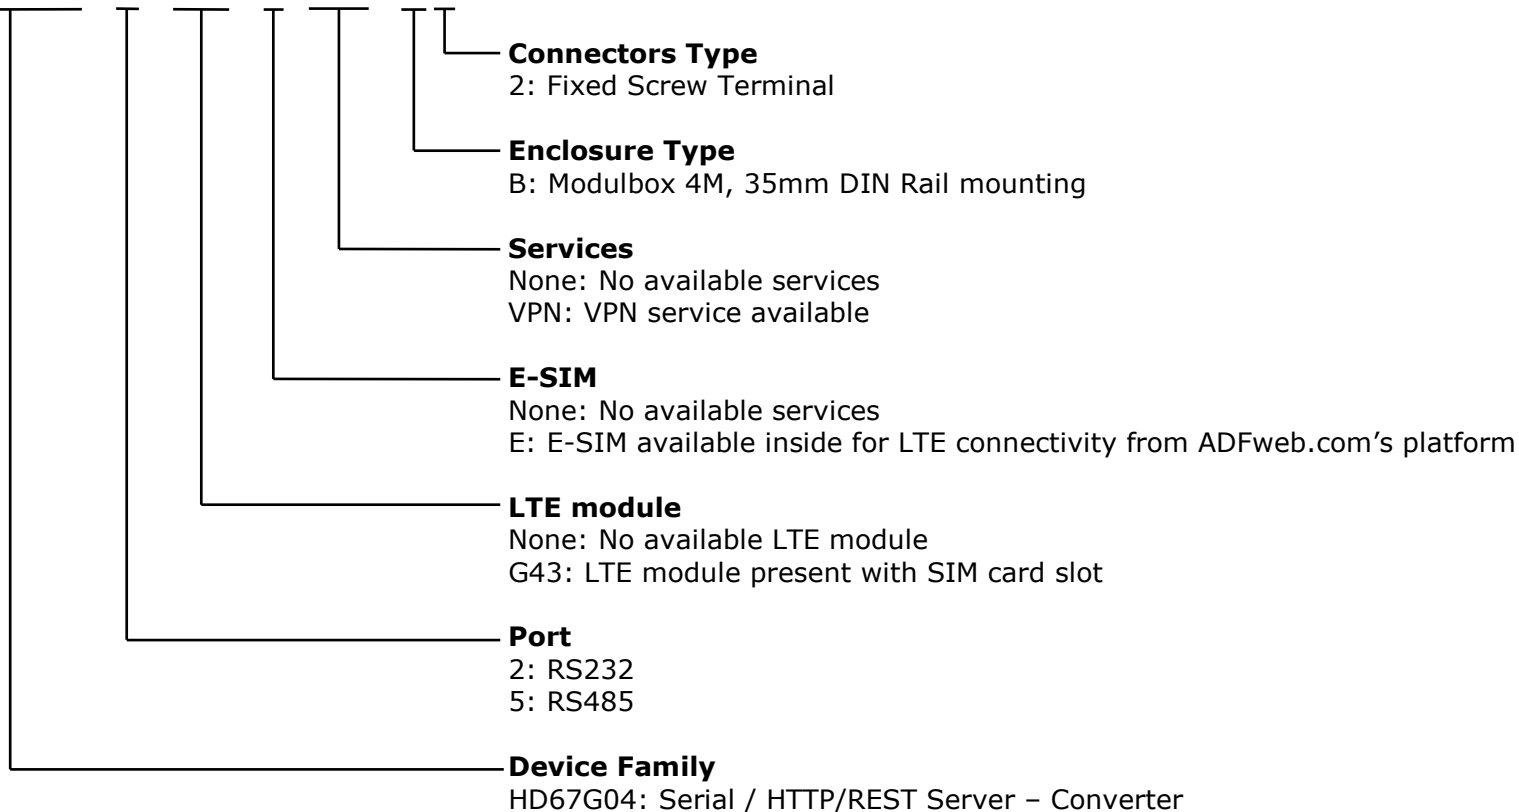 Connectors Type
2: Fixed Screw Terminal
Enclosure Type
B: Modulbox 4M, 35mm DIN Rail mounting
Services
None: No available services
VPN: VPN service available
E-SIM
None: No available services
E: E-SIM available inside for LTE connectivity from ADFweb.com’s platform
LTE module
None: No available LTE module
G43: LTE module present with SIM card slot
Port
2: RS232
5: RS485
Device Family
HD67G04: Serial / HTTP/REST Server – Converter